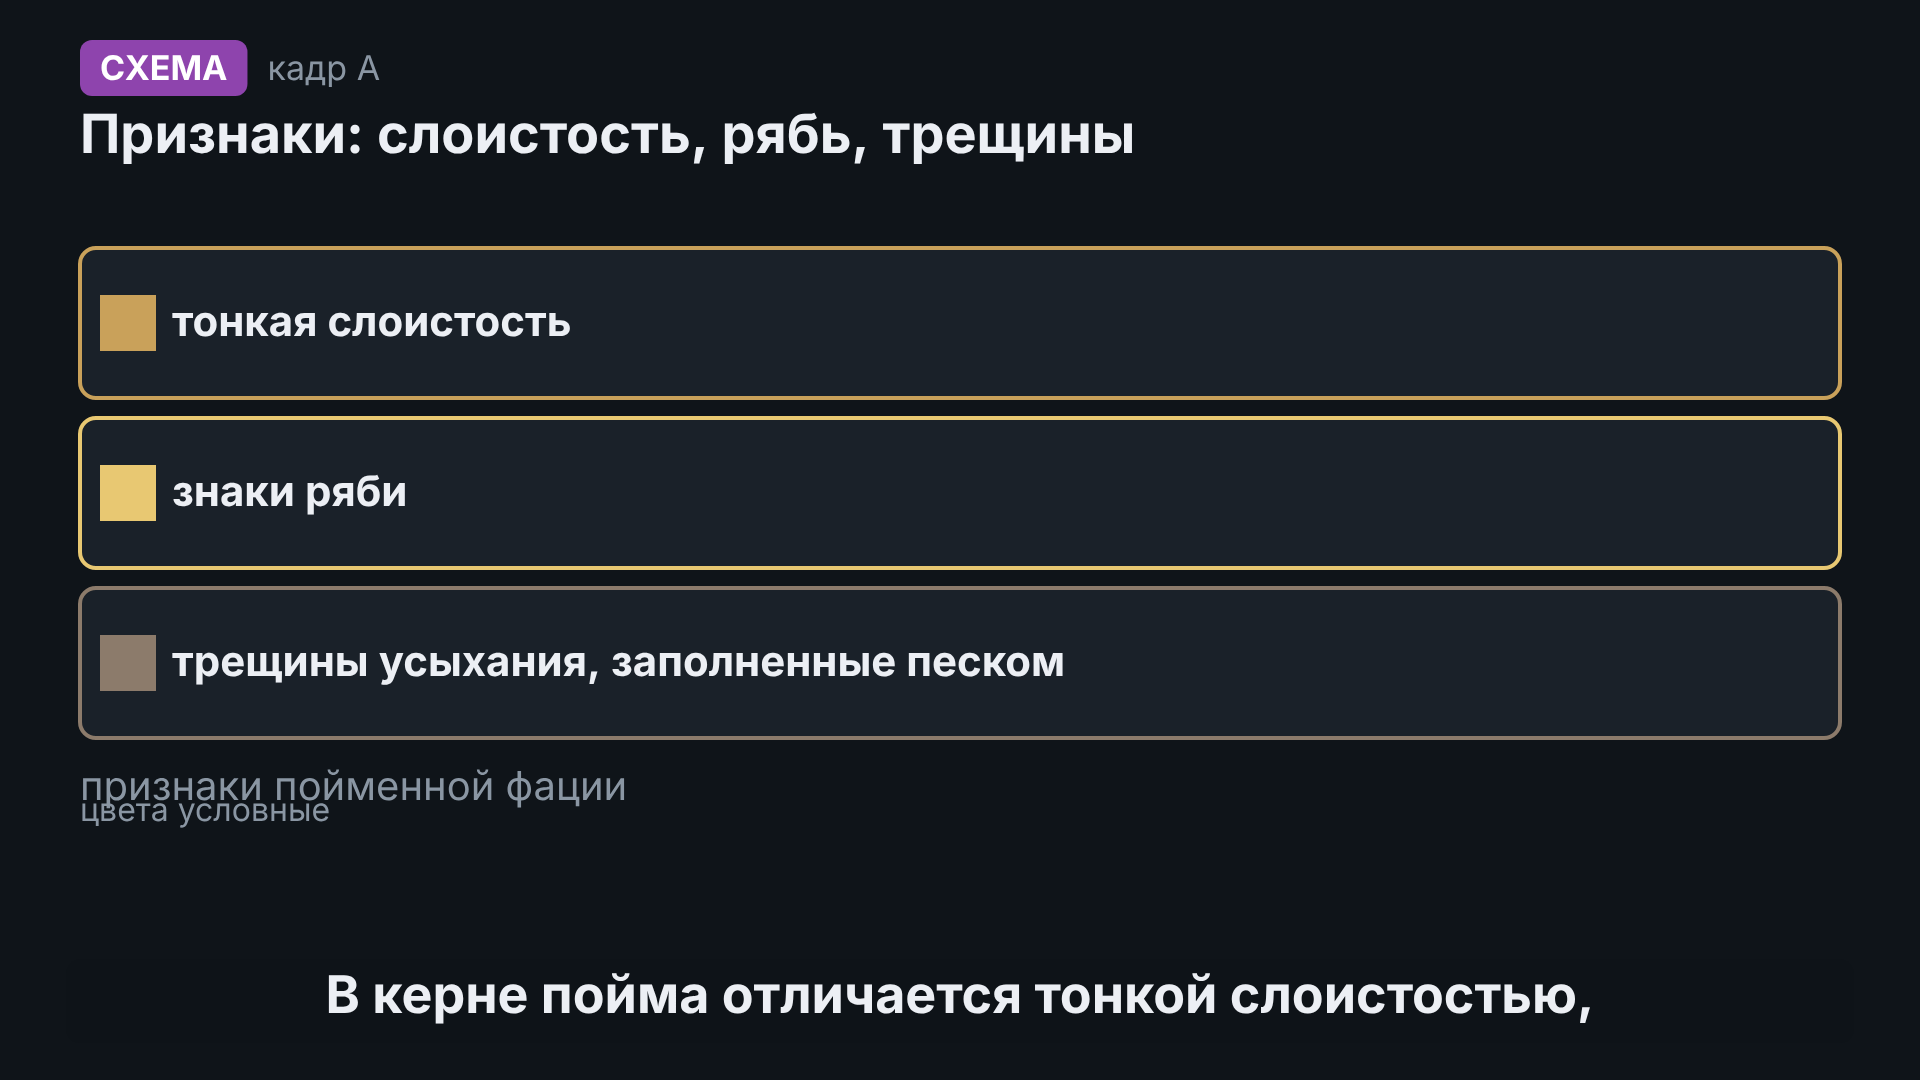 СХЕМА кадр А
Признаки: слоистость, рябь, трещины
тонкая слоистость
знаки ряби
трещины усыхания, заполненные песком
признаки пойменной фации
цвета условные
В керне пойма отличается тонкой слоистостью,